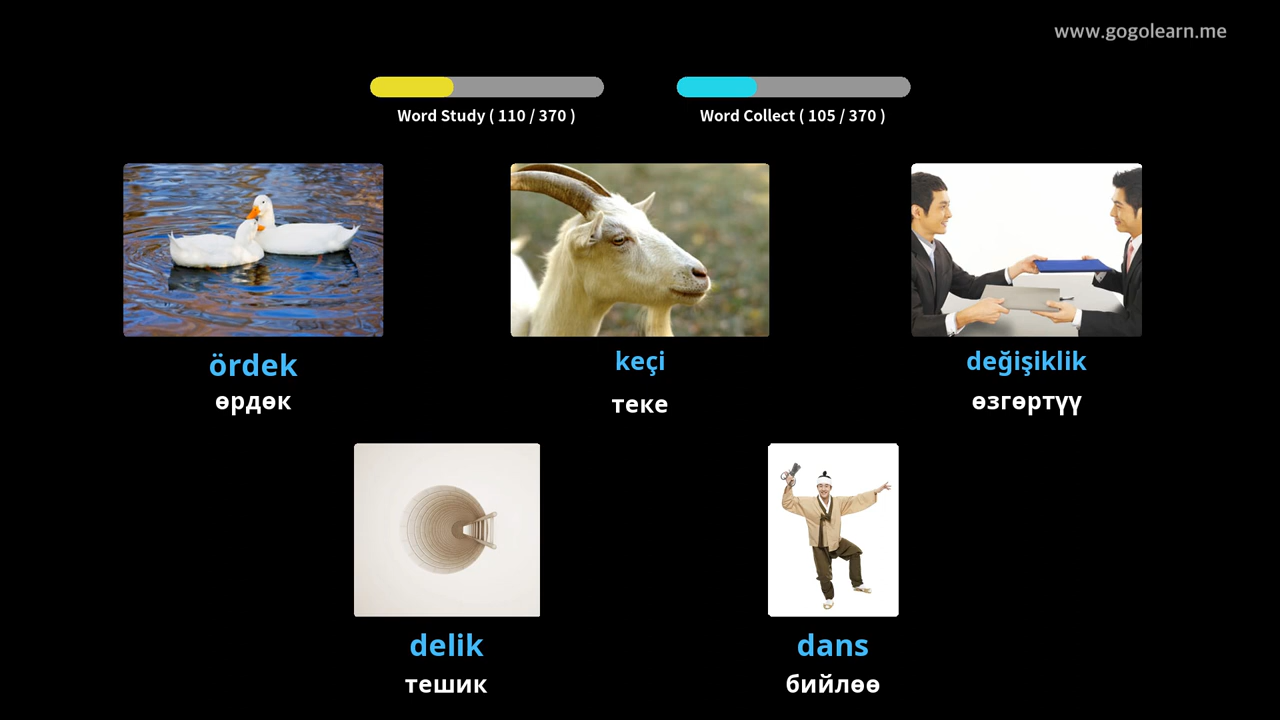 www.gogolearn.me
Word Study ( 110 / 370 )
Word Collect ( 105 / 370 )
ördek
өрдөк
keçi
теке
değişiklik
өзгөртүү
delik
тешик
dans
бийлөө